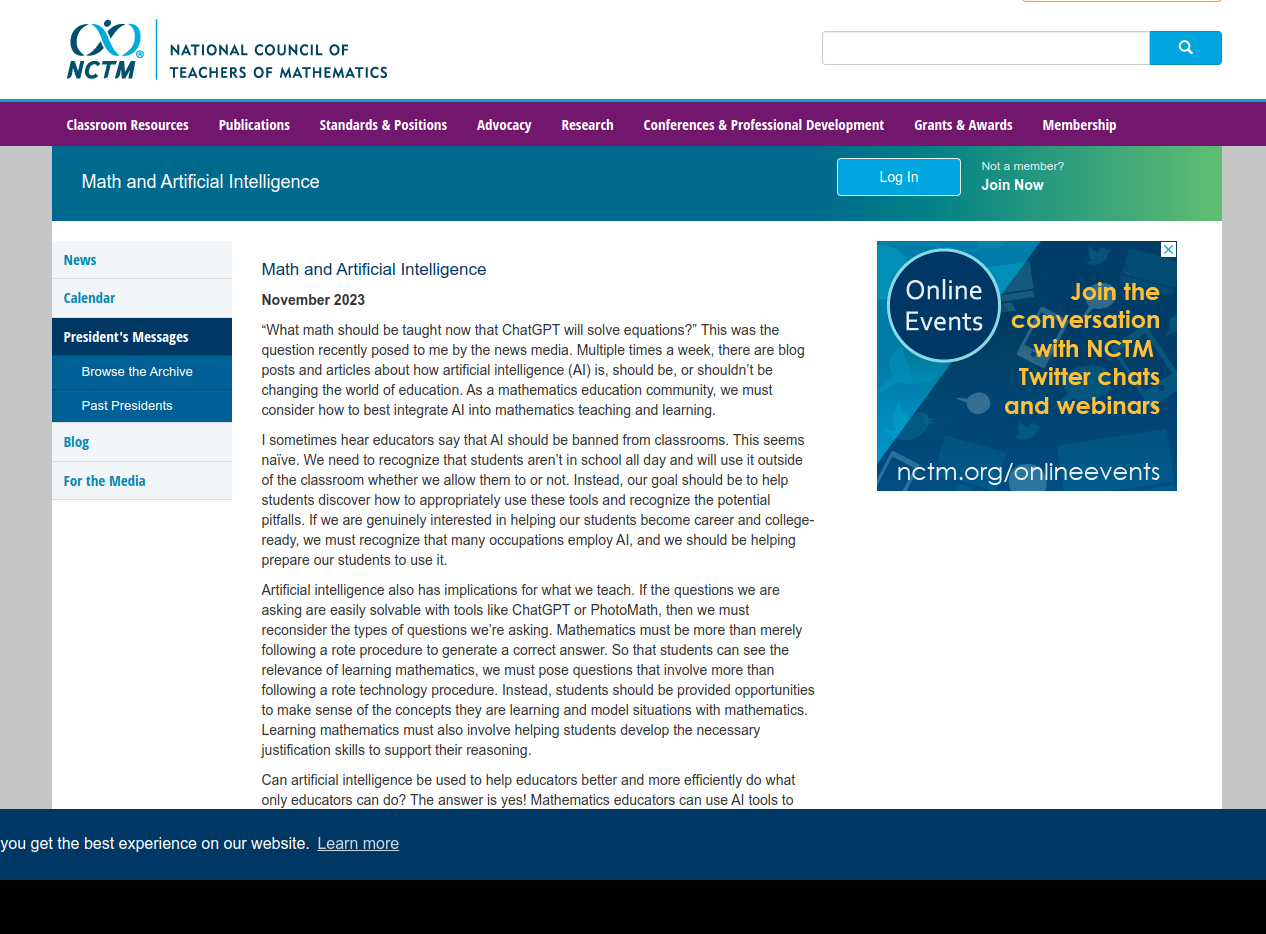 NCTM®
NATIONAL COUNCIL OF
TEACHERS OF MATHEMATICS
Classroom Resources
Publications
Standards & Positions
Advocacy
Research
Conferences & Professional Development
Grants & Awards
Membership
Math and Artificial Intelligence
Log In
Not a member?
Join Now
News
Calendar
President's Messages
Browse the Archive
Past Presidents
Blog
For the Media
Math and Artificial Intelligence
November 2023
“What math should be taught now that ChatGPT will solve equations?” This was the
question recently posed to me by the news media. Multiple times a week, there are blog
posts and articles about how artificial intelligence (AI) is, should be, or shouldn’t be
changing the world of education. As a mathematics education community, we must
consider how to best integrate AI into mathematics teaching and learning.
I sometimes hear educators say that AI should be banned from classrooms. This seems
naïve. We need to recognize that students aren’t in school all day and will use it outside
of the classroom whether we allow them to or not. Instead, our goal should be to help
students discover how to appropriately use these tools and recognize the potential
pitfalls. If we are genuinely interested in helping our students become career and college-
ready, we must recognize that many occupations employ AI, and we should be helping
prepare our students to use it.
Artificial intelligence also has implications for what we teach. If the questions we are
asking are easily solvable with tools like ChatGPT or PhotoMath, then we must
reconsider the types of questions we’re asking. Mathematics must be more than merely
following a rote procedure to generate a correct answer. So that students can see the
relevance of learning mathematics, we must pose questions that involve more than
following a rote technology procedure. Instead, students should be provided opportunities
to make sense of the concepts they are learning and model situations with mathematics.
Learning mathematics must also involve helping students develop the necessary
justification skills to support their reasoning.
Can artificial intelligence be used to help educators better and more efficiently do what
only educators can do? The answer is yes! Mathematics educators can use AI tools to
Online
Events
Join the
conversation
with NCTM
Twitter chats
and webinars
nctm.org/onlineevents
you get the best experience on our website. Learn more